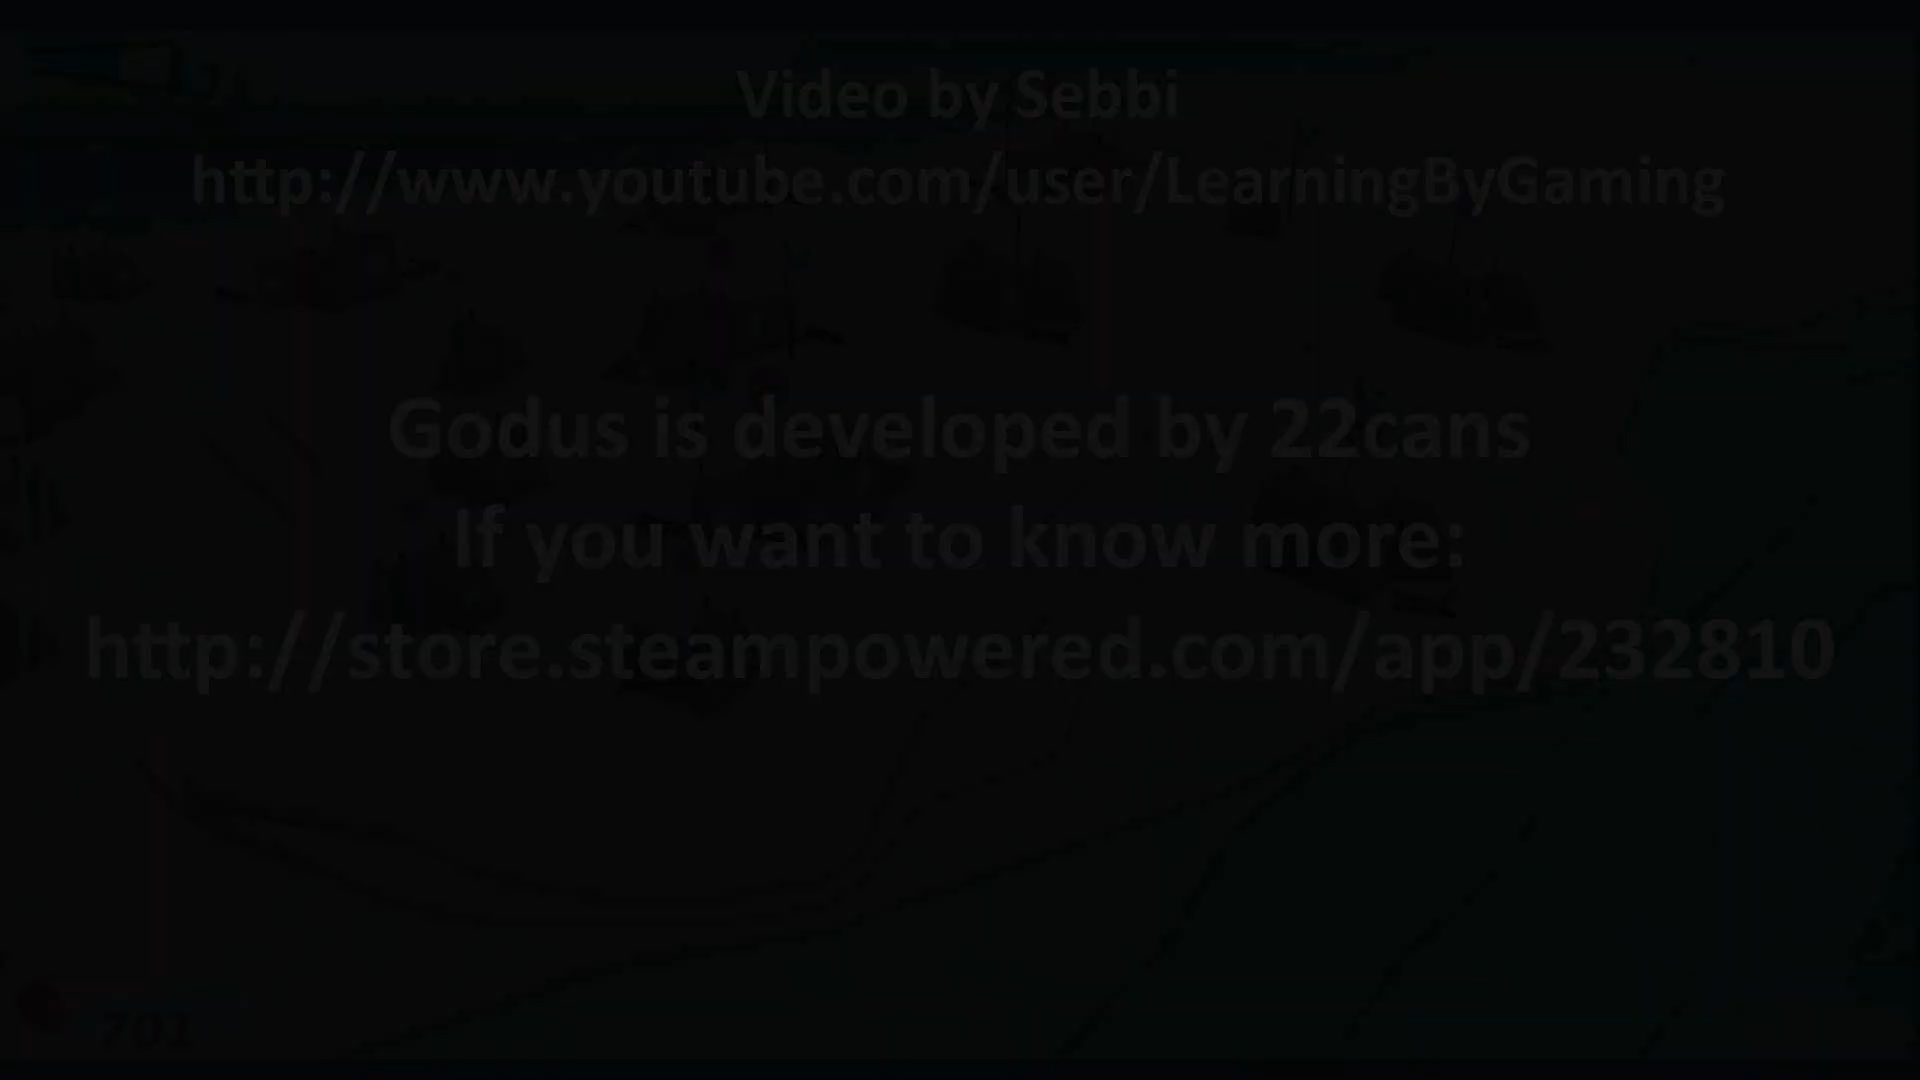 Video by Sebbi
http://www.youtube.com/user/LearningByGaming
Godus is developed by 22cans
If you want to know more:
http://store.steampowered.com/app/232810
701